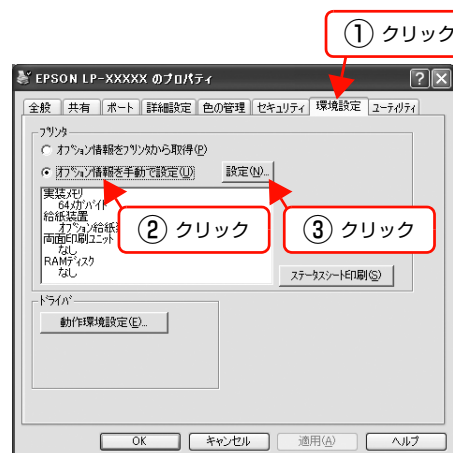 ① クリック
EPSON LP-XXXXX のプロパティ
全般 共有 ポート 詳細設定 色の管理 セキュリティ 環境設定 ユーティリティ
プリンタ
オプション情報をプリンタから取得(P)
オプション情報を手動で設定(U) 設定(N)...
実装メモリ
64メガバイト
給紙装置
オプション給紙
② クリック
③ クリック
両面印刷ユニット
なし
RAMディスク
なし
ステータスシート印刷(S)
ドライバ
動作環境設定(E)...
OK キャンセル 適用(A) ヘルプ